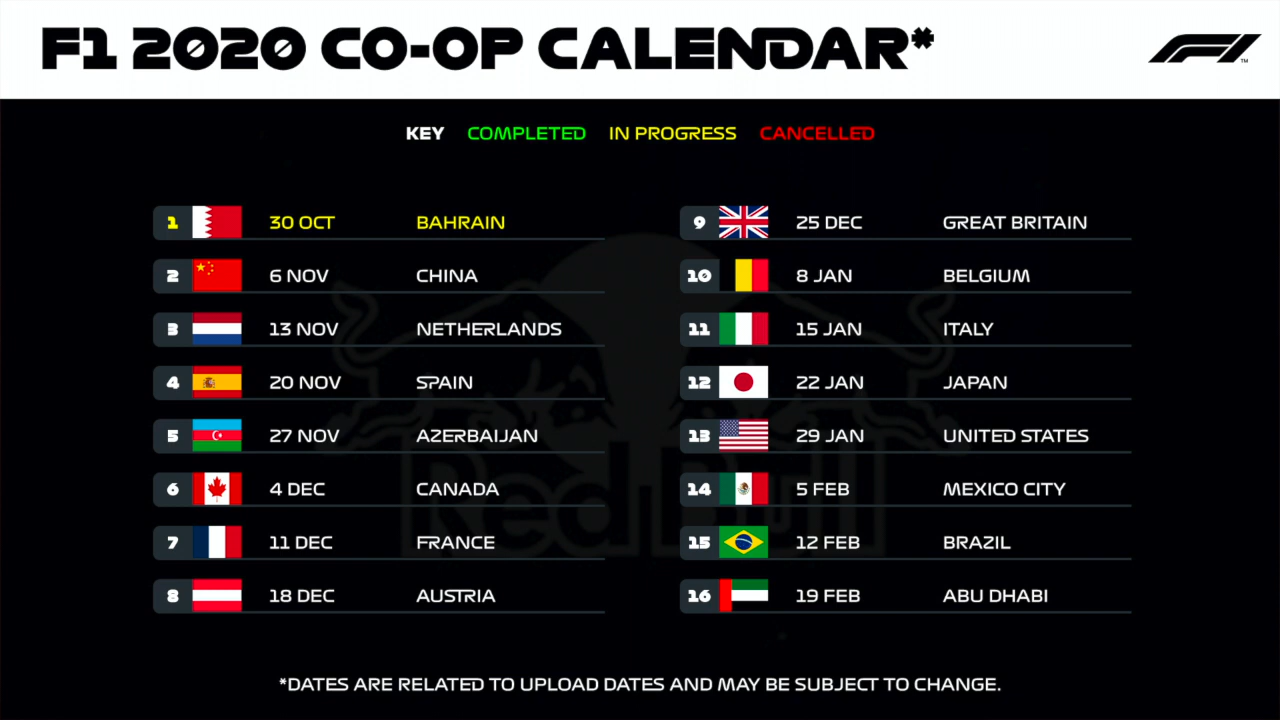 F1 2020 CO-OP CALENDAR*
F1 TM
KEY COMPLETED IN PROGRESS CANCELLED
1 30 OCT BAHRAIN
2 6 NOV CHINA
3 13 NOV NETHERLANDS
4 20 NOV SPAIN
5 27 NOV AZERBAIJAN
6 4 DEC CANADA
7 11 DEC FRANCE
8 18 DEC AUSTRIA
9 25 DEC GREAT BRITAIN
10 8 JAN BELGIUM
11 15 JAN ITALY
12 22 JAN JAPAN
13 29 JAN UNITED STATES
14 5 FEB MEXICO CITY
15 12 FEB BRAZIL
16 19 FEB ABU DHABI
Red Bull
*DATES ARE RELATED TO UPLOAD DATES AND MAY BE SUBJECT TO CHANGE.